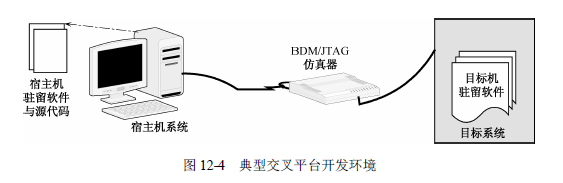 宿主机
驻留软件
与源代码
宿主机系统
BDM/JTAG
仿真器
目标机
驻留软件
目标系统
图 12-4 典型交叉平台开发环境